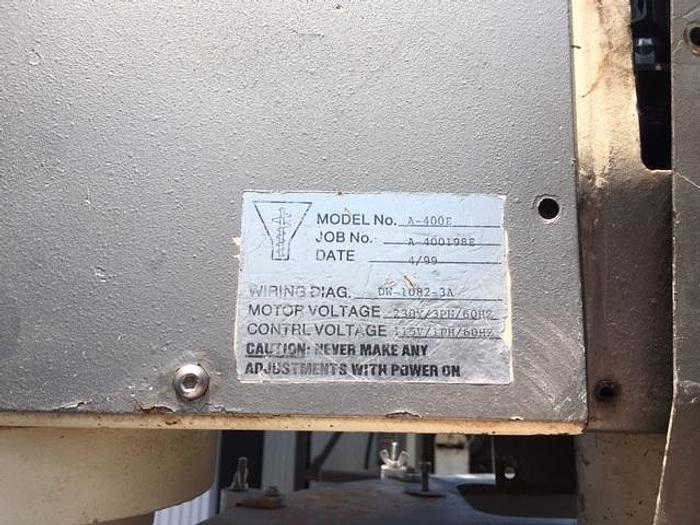 MODEL No. A-400E
JOB No. A-400198E
DATE 4/99
WIRING DIAG. DW-1082-3A
MOTOR VOLTAGE 230V/3PH/60HZ
CONTRL VOLTAGE 115V/1PH/60HZ
CAUTION: NEVER MAKE ANY
ADJUSTMENTS WITH POWER ON